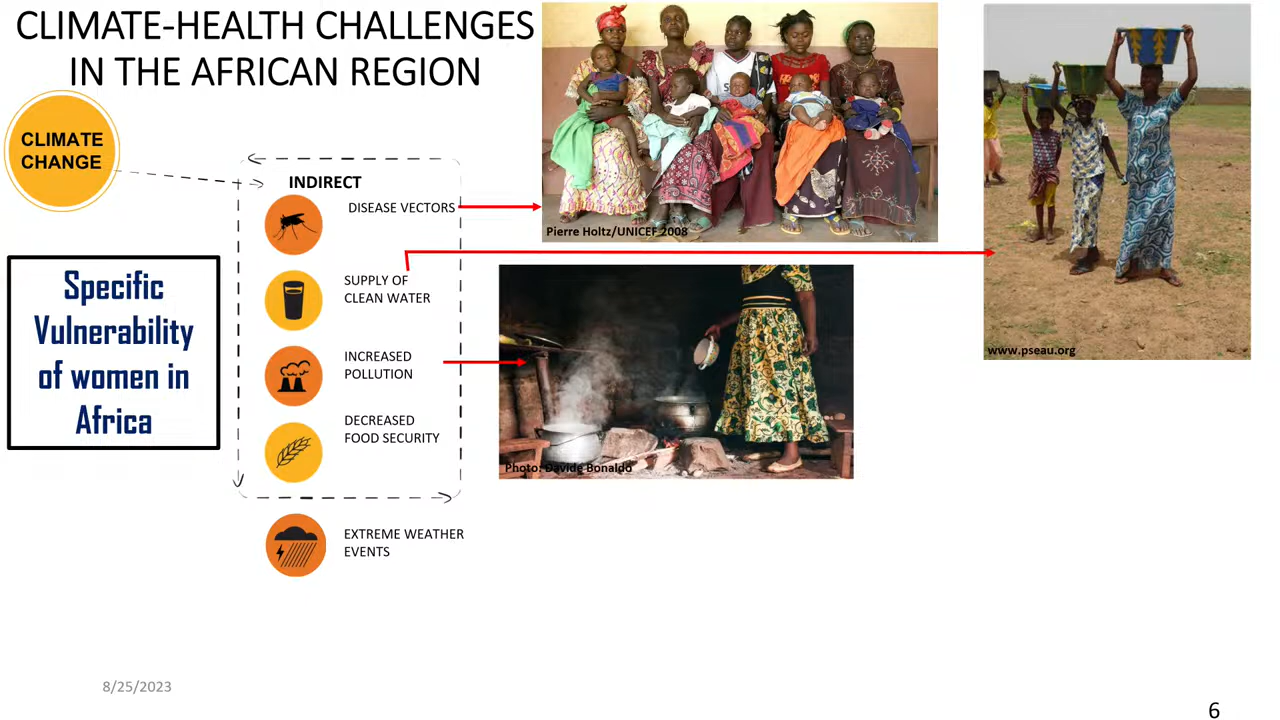 CLIMATE-HEALTH CHALLENGES
IN THE AFRICAN REGION
CLIMATE
CHANGE
INDIRECT
DISEASE VECTORS
SUPPLY OF
CLEAN WATER
INCREASED
POLLUTION
DECREASED
FOOD SECURITY
EXTREME WEATHER
EVENTS
Specific
Vulnerability
of women in
Africa
Pierre Holtz/UNICEF 2008
www.pseau.org
Photo: Davide Bonaldo
8/25/2023
6